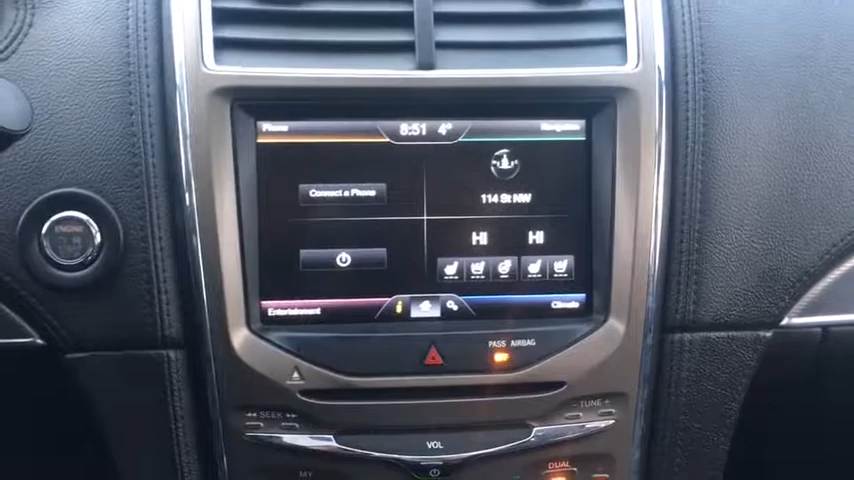 Phone
8:51 4°
Navigation
Connect a Phone
114 St NW
HI HI
Entertainment
i
Climate
ENGINE
PASS AIRBAG
SEEK
TUNE
VOL
MY
DUAL